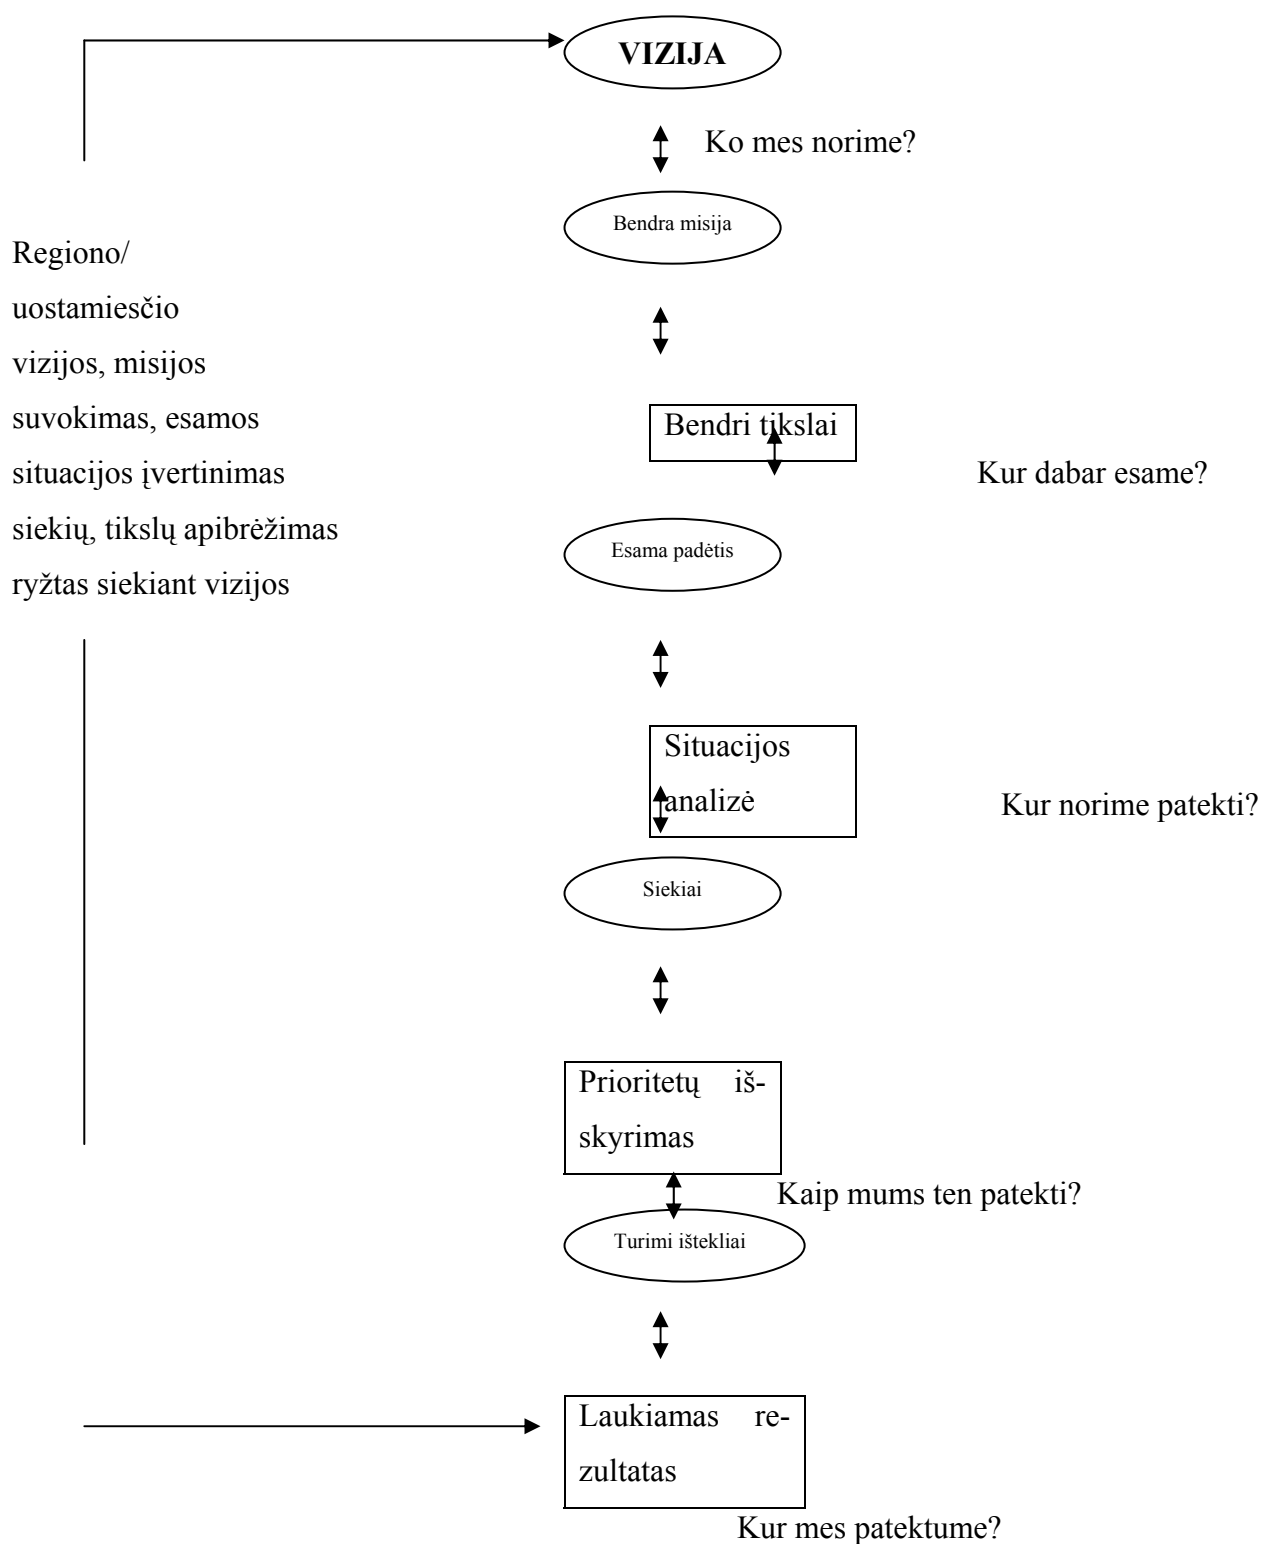 VIZIJA
Ko mes norime?
Bendra misija
Regiono/
uostamiesčio
vizijos, misijos
suvokimas, esamos
situacijos įvertinimas
siekių, tikslų apibrėžimas
ryžtas siekiant vizijos
Bendri tikslai
Kur dabar esame?
Esama padėtis
Situacijos
analizė
Kur norime patekti?
Siekiai
Prioritetų iš-
skyrimas
Kaip mums ten patekti?
Turimi ištekliai
Laukiamas re-
zultatas
Kur mes patektume?